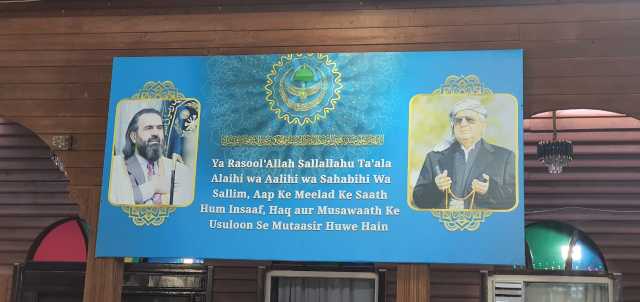 Ya Rasool'Allah Sallallahu Ta'ala
Alaihi wa Aalihi wa Sahabihi Wa
Sallim, Aap Ke Meelad Ke Saath
Hum Insaaf, Haq aur Musawaath Ke
Usuloon Se Mutaasir Huwe Hain